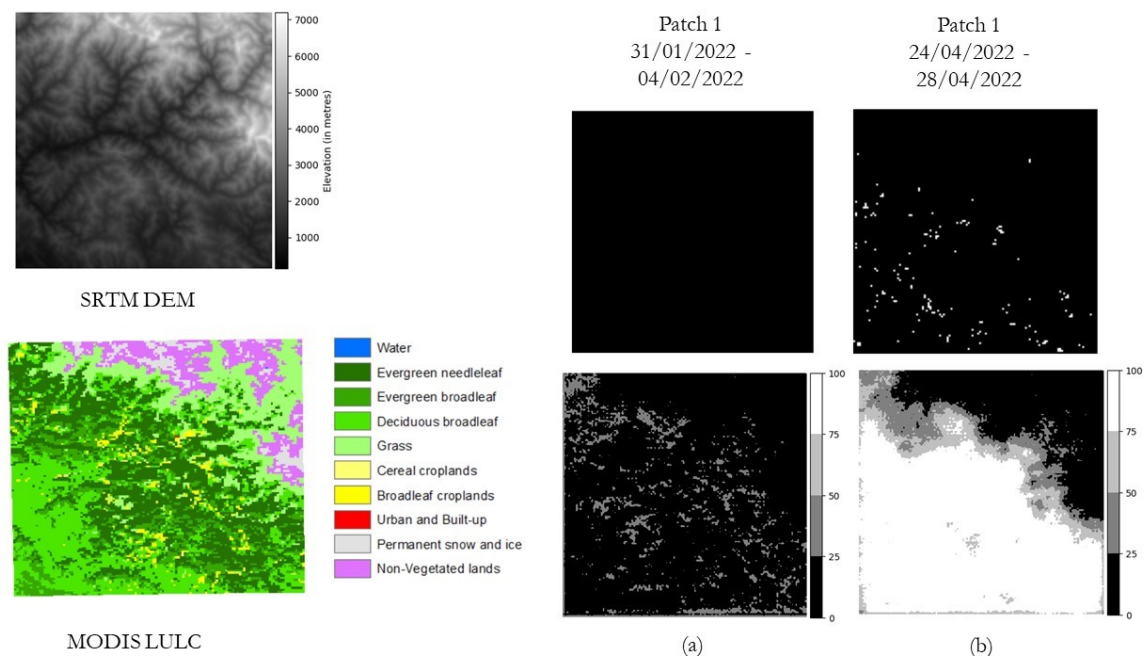 7000
6000
5000
4000
3000
2000
1000
Elevation (in metres)
SRTM DEM
Water
Evergreen needleleaf
Evergreen broadleaf
Deciduous broadleaf
Grass
Cereal croplands
Broadleaf croplands
Urban and Built-up
Permanent snow and ice
Non-Vegetated lands
MODIS LULC
Patch 1
31/01/2022 -
04/02/2022
100
75
50
25
0
(a)
Patch 1
24/04/2022 -
28/04/2022
100
75
50
25
0
(b)